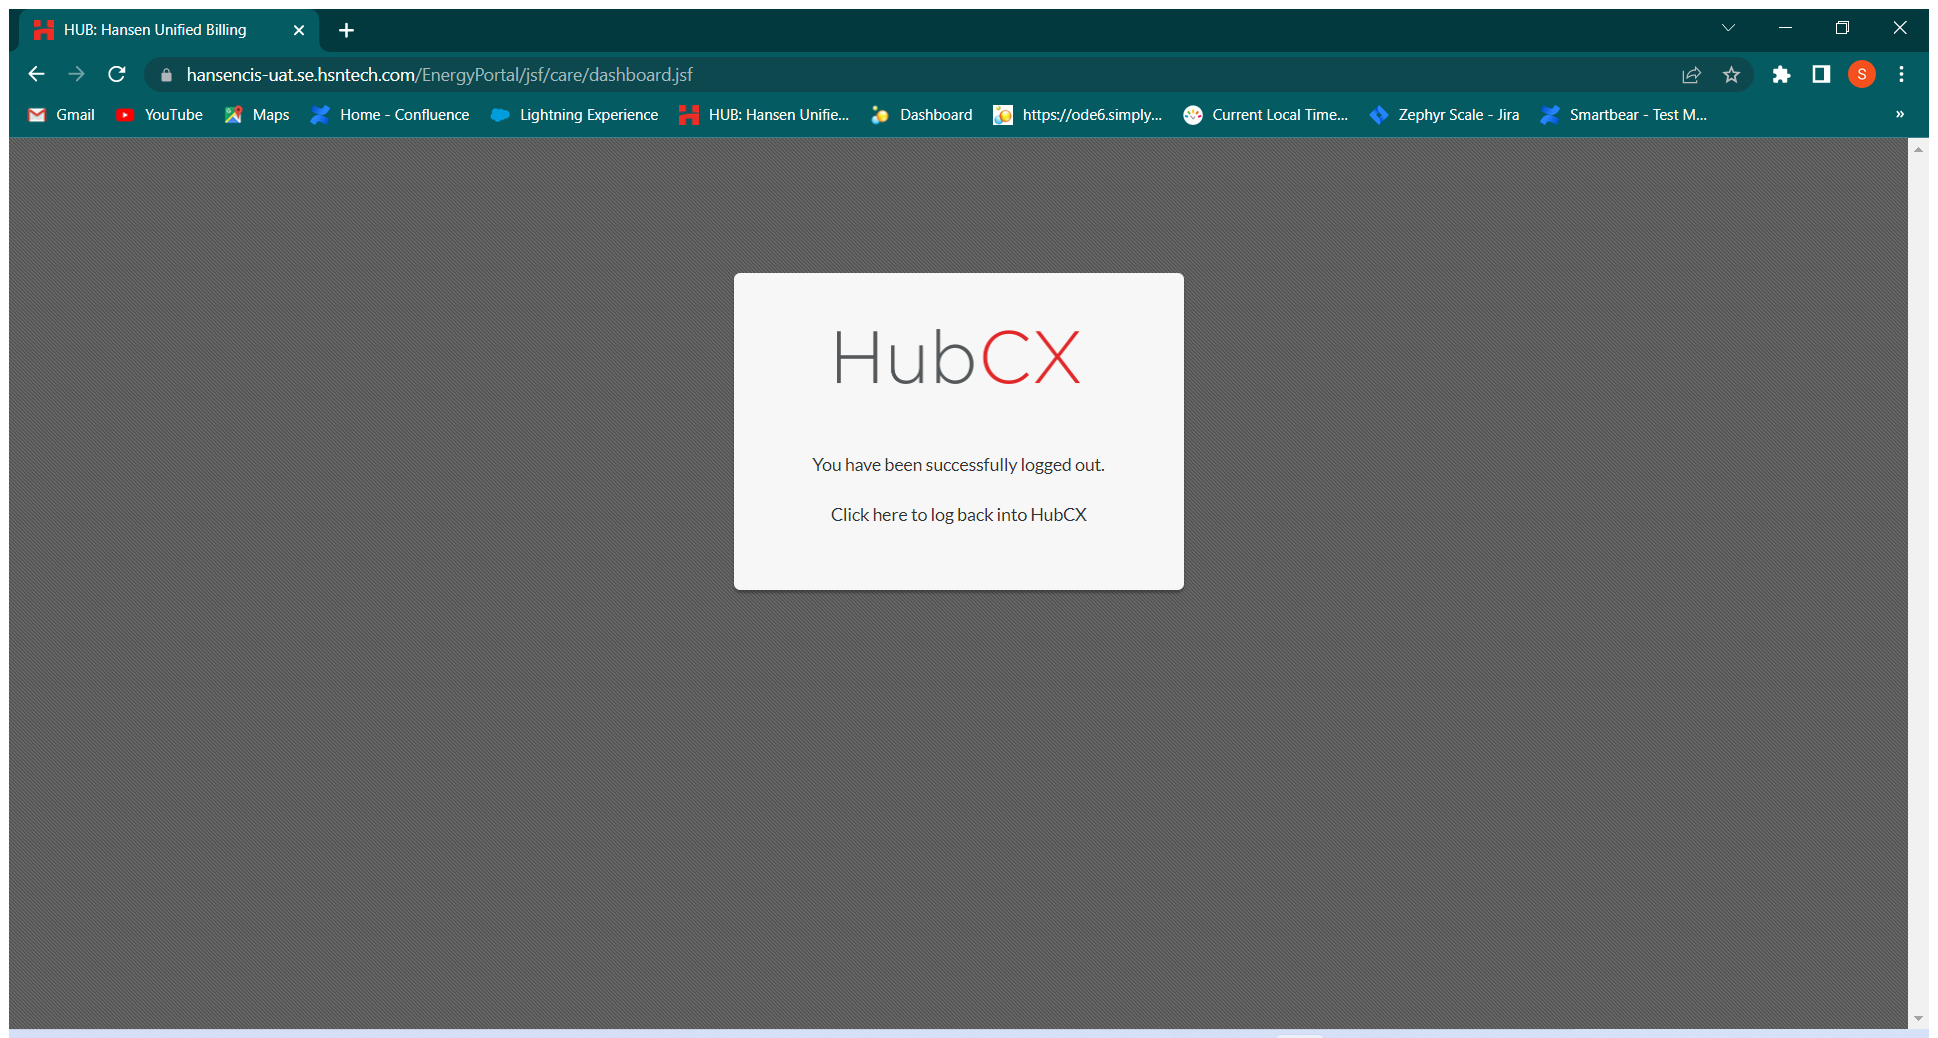 HUB: Hansen Unified Billing
hansencis-uat.se.hsntech.com/EnergyPortal/jsf/care/dashboard.jsf
S
Gmail YouTube Maps Home - Confluence Lightning Experience HUB: Hansen Unifie... Dashboard https://ode6.simply... Current Local Time... Zephyr Scale - Jira Smartbear - Test M... »
HubCX
You have been successfully logged out.
Click here to log back into HubCX